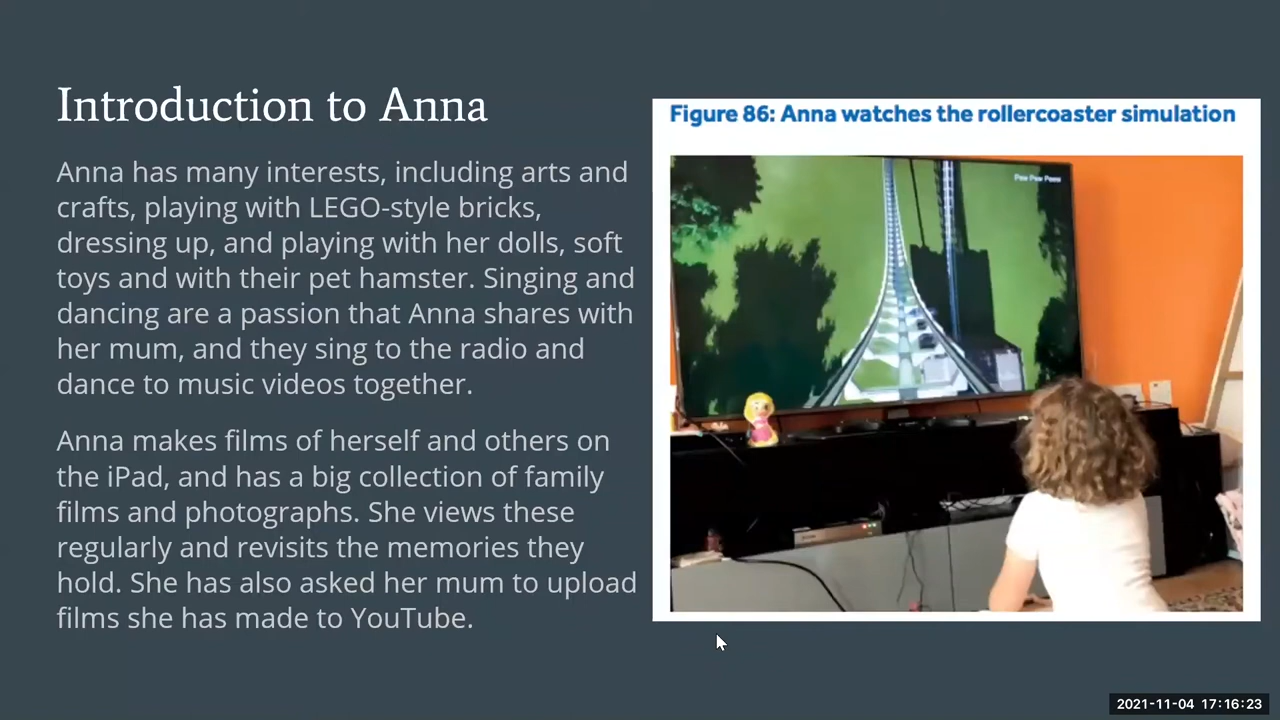 Introduction to Anna
Anna has many interests, including arts and
crafts, playing with LEGO-style bricks,
dressing up, and playing with her dolls, soft
toys and with their pet hamster. Singing and
dancing are a passion that Anna shares with
her mum, and they sing to the radio and
dance to music videos together.
Anna makes films of herself and others on
the iPad, and has a big collection of family
films and photographs. She views these
regularly and revisits the memories they
hold. She has also asked her mum to upload
films she has made to YouTube.
Figure 86: Anna watches the rollercoaster simulation
2021-11-04 17:16:23